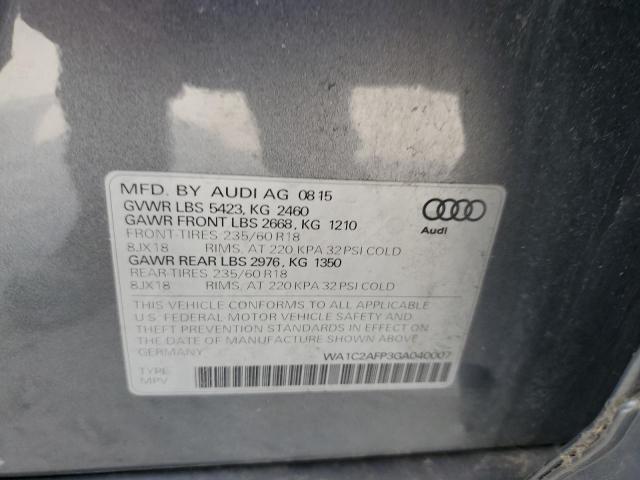 MFD. BY AUDI AG 08 15
GVWR LBS 5423, KG 2460
GAWR FRONT LBS 2668, KG 1210
FRONT-TIRES 235/60 R18
8JX18 RIMS, AT 220 KPA 32 PSI COLD
GAWR REAR LBS 2976, KG 1350
REAR-TIRES 235/60 R18
8JX18 RIMS, AT 220 KPA 32 PSI COLD
Audi
THIS VEHICLE CONFORMS TO ALL APPLICABLE
U.S. FEDERAL MOTOR VEHICLE SAFETY AND
THEFT PREVENTION STANDARDS IN EFFECT ON
THE DATE OF MANUFACTURE SHOWN ABOVE.
GERMANY WA1C2AFP3GA040007
TYPE:
MPV